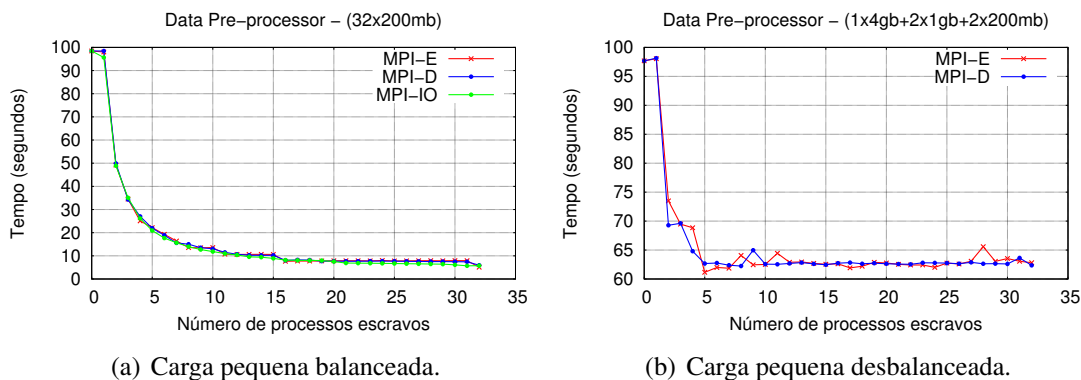 Data Pre−processor − (32x200mb)
Tempo (segundos)
100
90
80
70
60
50
40
30
20
10
0
MPI−E
MPI−D
MPI−IO
0 5 10 15 20 25 30 35
Número de processos escravos
(a) Carga pequena balanceada.
Data Pre−processor − (1x4gb+2x1gb+2x200mb)
Tempo (segundos)
100
95
90
85
80
75
70
65
60
MPI−E
MPI−D
0 5 10 15 20 25 30 35
Número de processos escravos
(b) Carga pequena desbalanceada.